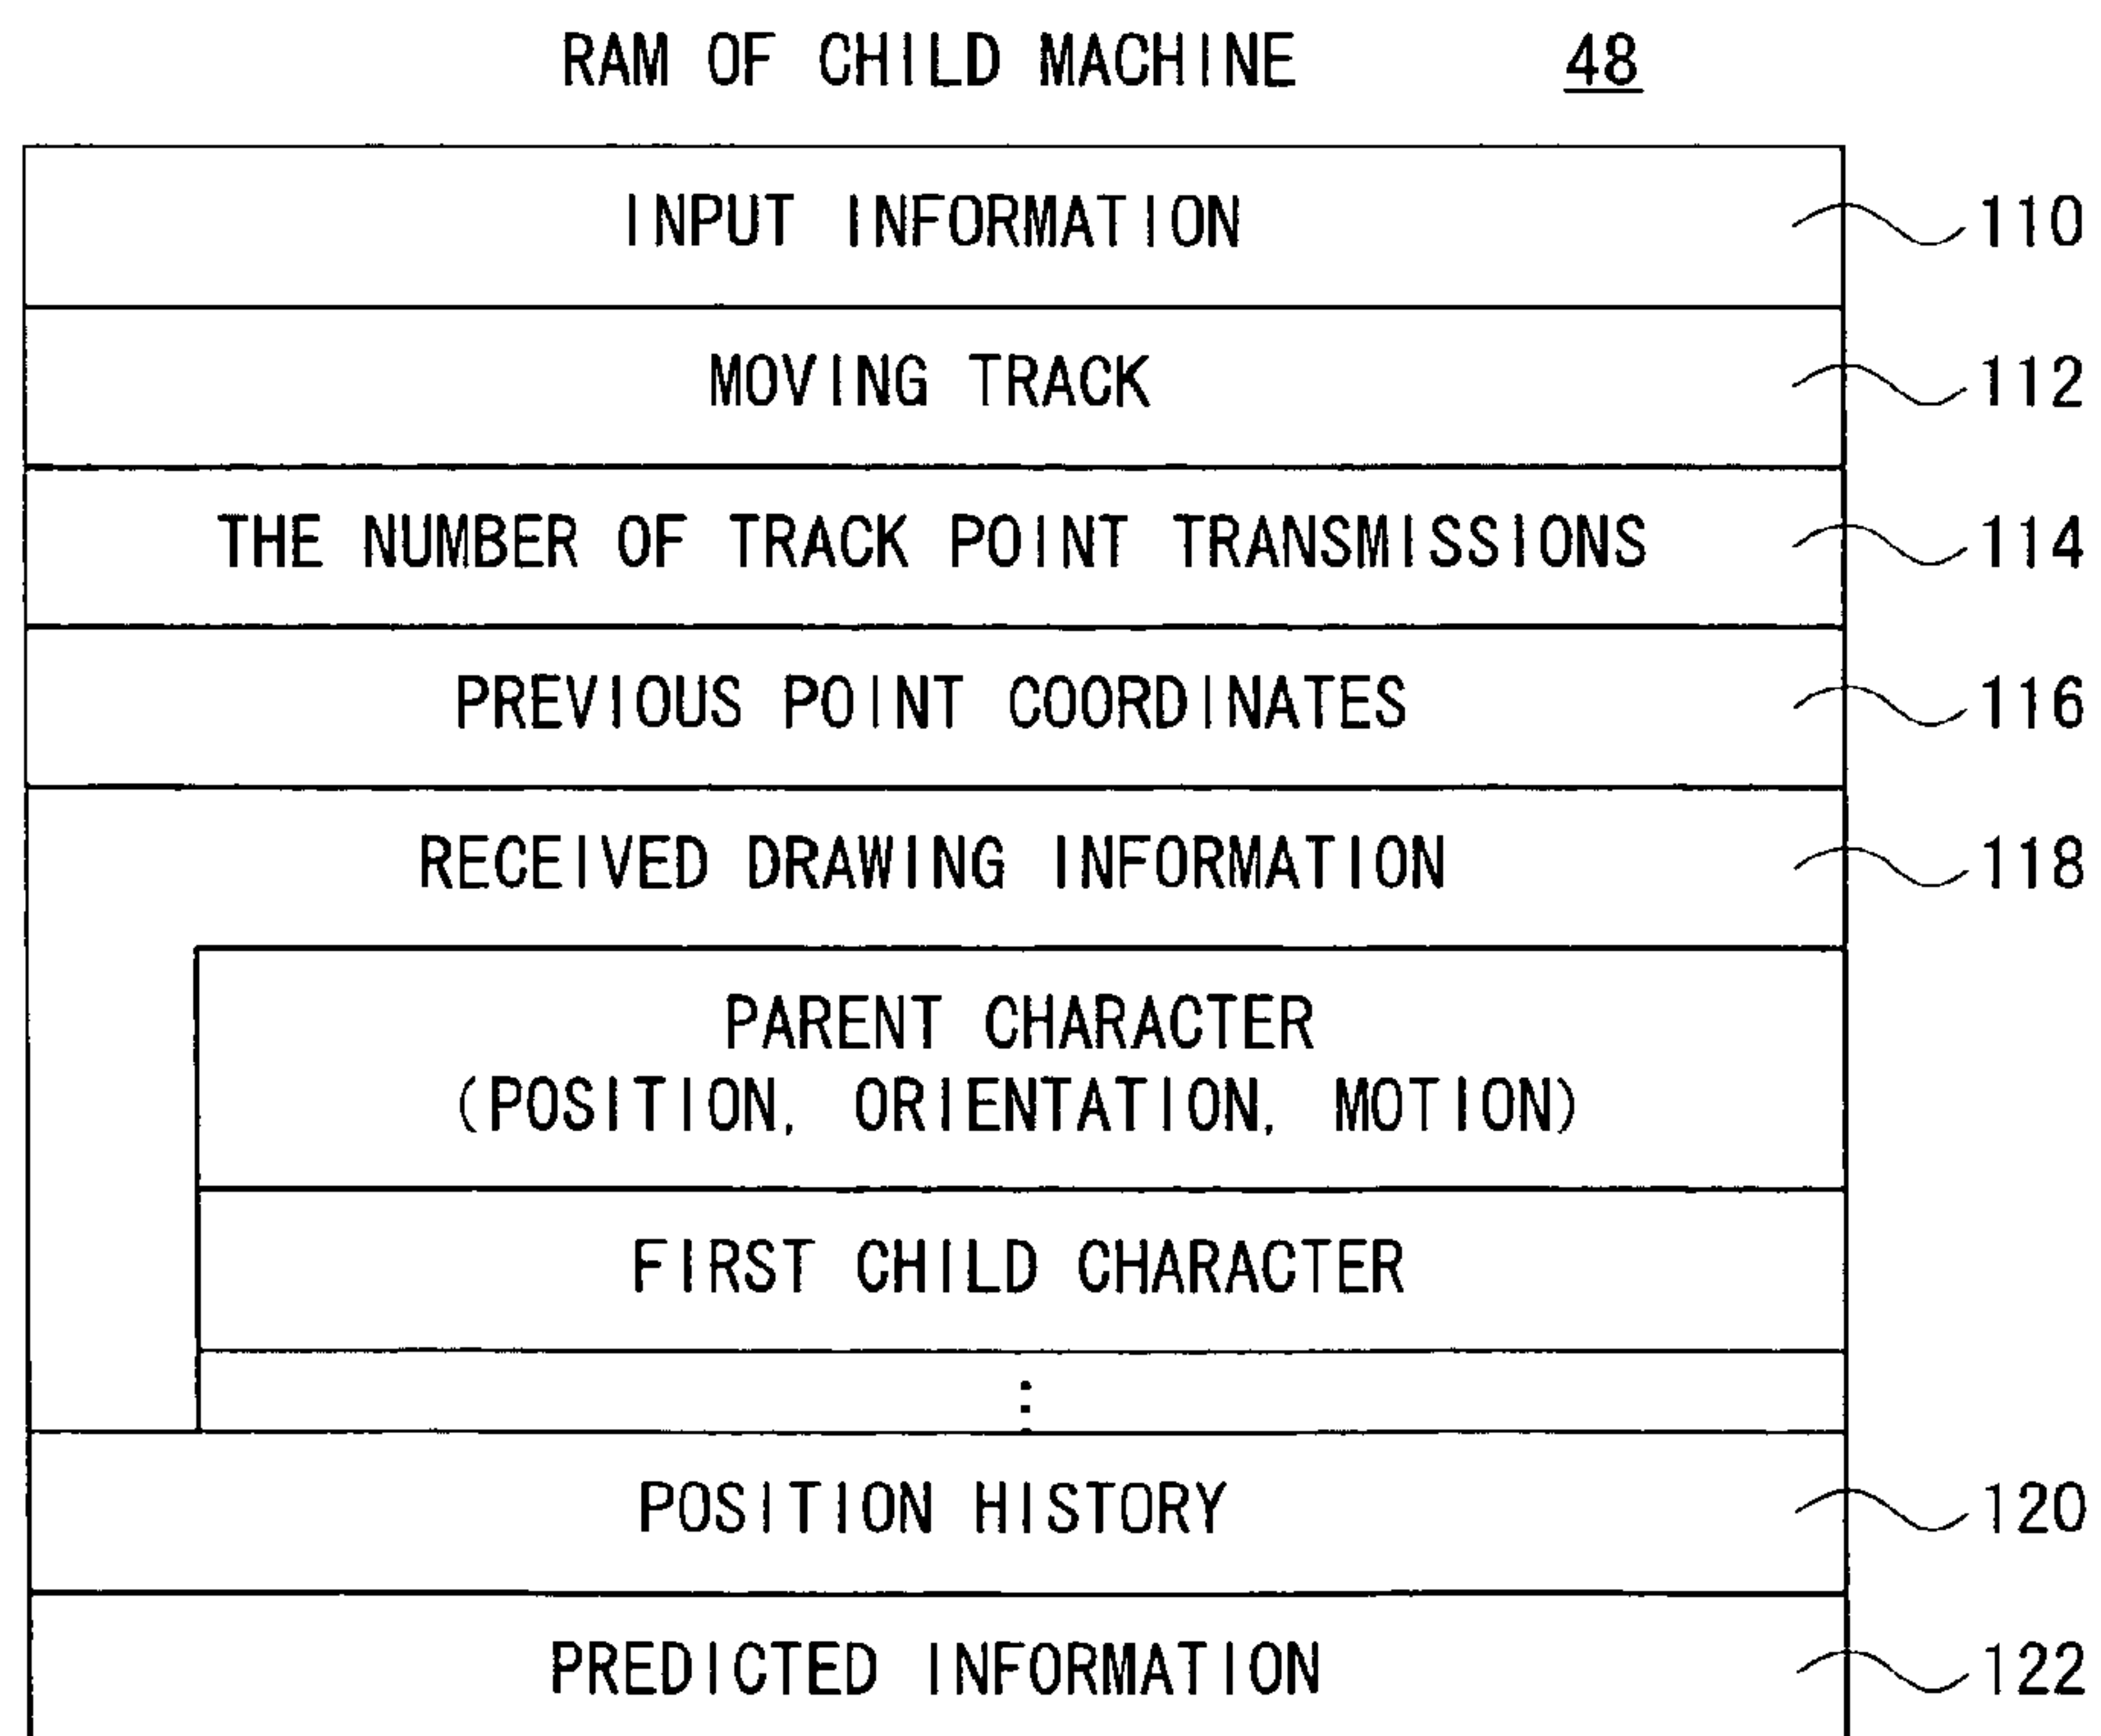 RAM OF CHILD MACHINE 48
INPUT INFORMATION 110
MOVING TRACK 112
THE NUMBER OF TRACK POINT TRANSMISSIONS 114
PREVIOUS POINT COORDINATES 116
RECEIVED DRAWING INFORMATION 118
PARENT CHARACTER
(POSITION, ORIENTATION, MOTION)
FIRST CHILD CHARACTER
⋮
POSITION HISTORY 120
PREDICTED INFORMATION 122